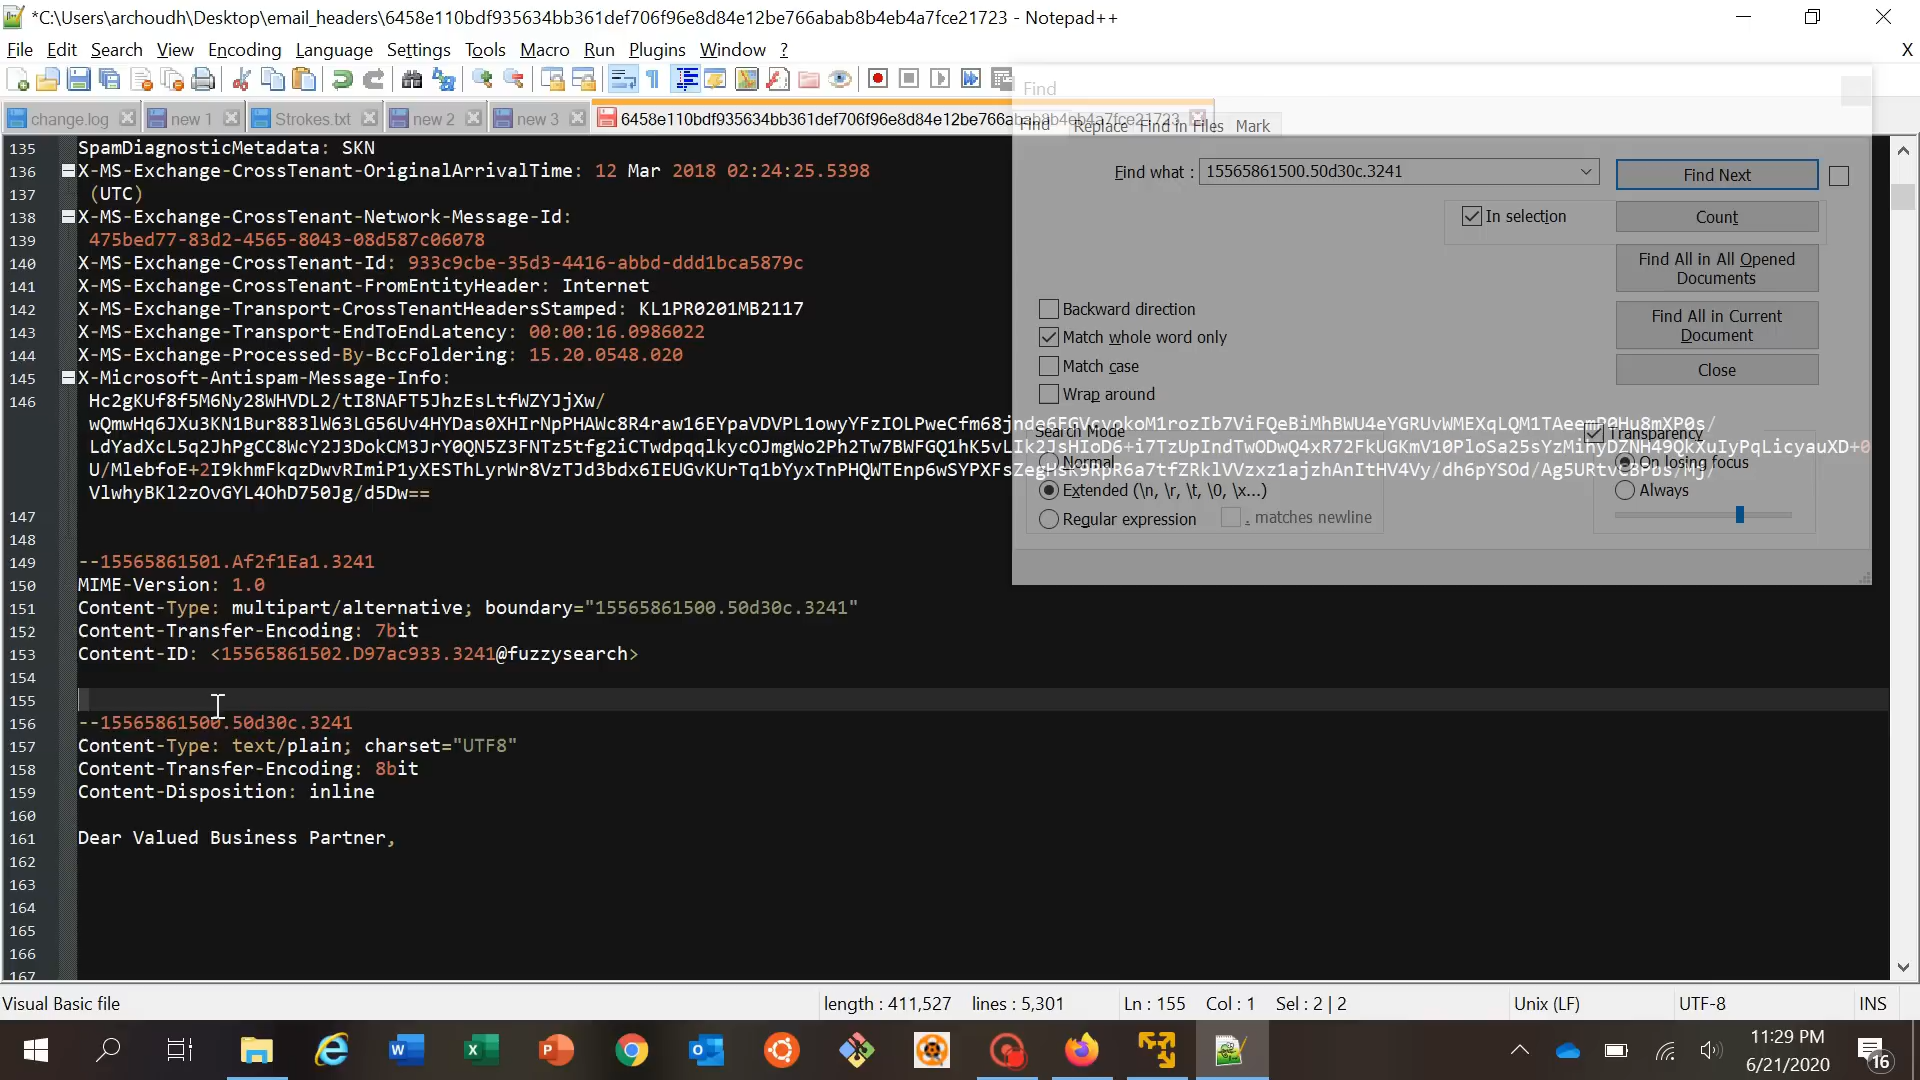 *C:\Users\archoudh\Desktop\email_headers\6458e110bdf935634bb361def706f96e8d84e12be766abab8b4eb4a7fce21723 - Notepad++
File Edit Search View Encoding Language Settings Tools Macro Run Plugins Window ? X
change.log new 1 Strokes.txt new 2 new 3 6458e110bdf935634bb361def706f96e8d84e12be766abab8b4eb4a7fce21723
Find
Find Replace Find in Files Mark
Find what : 15565861500.50d30c.3241 Find Next
In selection Count
Find All in All Opened Documents
Backward direction
Find All in Current Document
Match whole word only
Match case Close
Wrap around
Search Mode Transparency
Normal On losing focus
Extended (\n, \r, \t, \0, \x...) Always
Regular expression . matches newline
135 SpamDiagnosticMetadata: SKN
136 X-MS-Exchange-CrossTenant-OriginalArrivalTime: 12 Mar 2018 02:24:25.5398
137 (UTC)
138 X-MS-Exchange-CrossTenant-Network-Message-Id:
139 475bed77-83d2-4565-8043-08d587c06078
140 X-MS-Exchange-CrossTenant-Id: 933c9cbe-35d3-4416-abbd-ddd1bca5879c
141 X-MS-Exchange-CrossTenant-FromEntityHeader: Internet
142 X-MS-Exchange-Transport-CrossTenantHeadersStamped: KL1PR0201MB2117
143 X-MS-Exchange-Transport-EndToEndLatency: 00:00:16.0986022
144 X-MS-Exchange-Processed-By-BccFoldering: 15.20.0548.020
145 X-Microsoft-Antispam-Message-Info:
146 Hc2gKUf8f5M6Ny28WHVDL2/tI8NAFT5JhzEsLtfWZYJjXw/
VlwhyBKl2zOvGYL4OhD750Jg/d5Dw==
147
148
149 --15565861501.Af2f1Ea1.3241
150 MIME-Version: 1.0
151 Content-Type: multipart/alternative; boundary="15565861500.50d30c.3241"
152 Content-Transfer-Encoding: 7bit
153 Content-ID: <15565861502.D97ac933.3241@fuzzysearch>
154
155
156 --15565861500.50d30c.3241
157 Content-Type: text/plain; charset="UTF8"
158 Content-Transfer-Encoding: 8bit
159 Content-Disposition: inline
160
161 Dear Valued Business Partner,
162
163
164
165
166
167
Visual Basic file length : 411,527 lines : 5,301 Ln : 155 Col : 1 Sel : 2 | 2 Unix (LF) UTF-8 INS
11:29 PM
6/21/2020
16